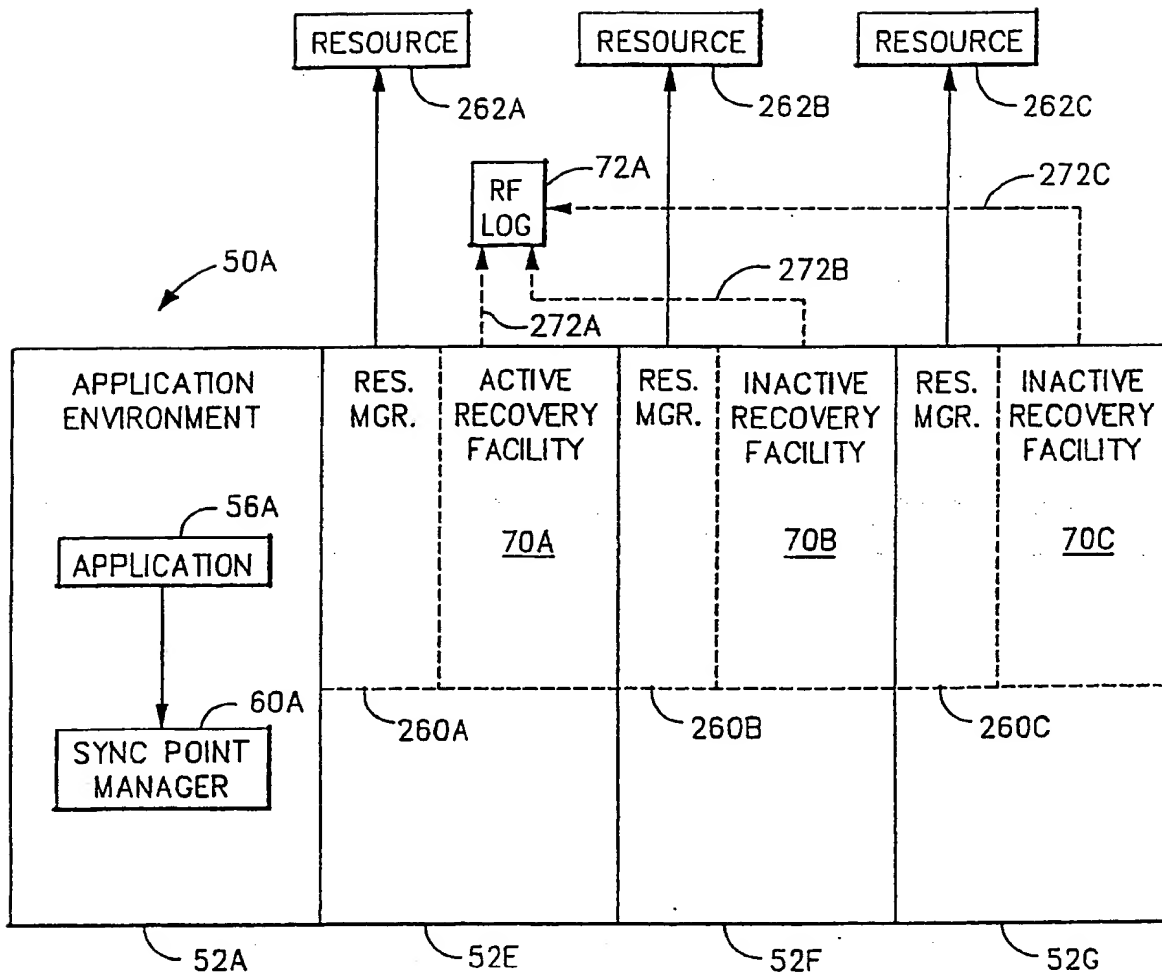 RESOURCE
RESOURCE
RESOURCE
262A
262B
262C
72A
RF
LOG
272C
50A
272B
272A
APPLICATION
ENVIRONMENT
RES.
MGR.
ACTIVE
RECOVERY
FACILITY
RES.
MGR.
INACTIVE
RECOVERY
FACILITY
RES.
MGR.
INACTIVE
RECOVERY
FACILITY
56A
70A
70B
70C
APPLICATION
60A
260A
260B
260C
SYNC POINT
MANAGER
52A
52E
52F
52G